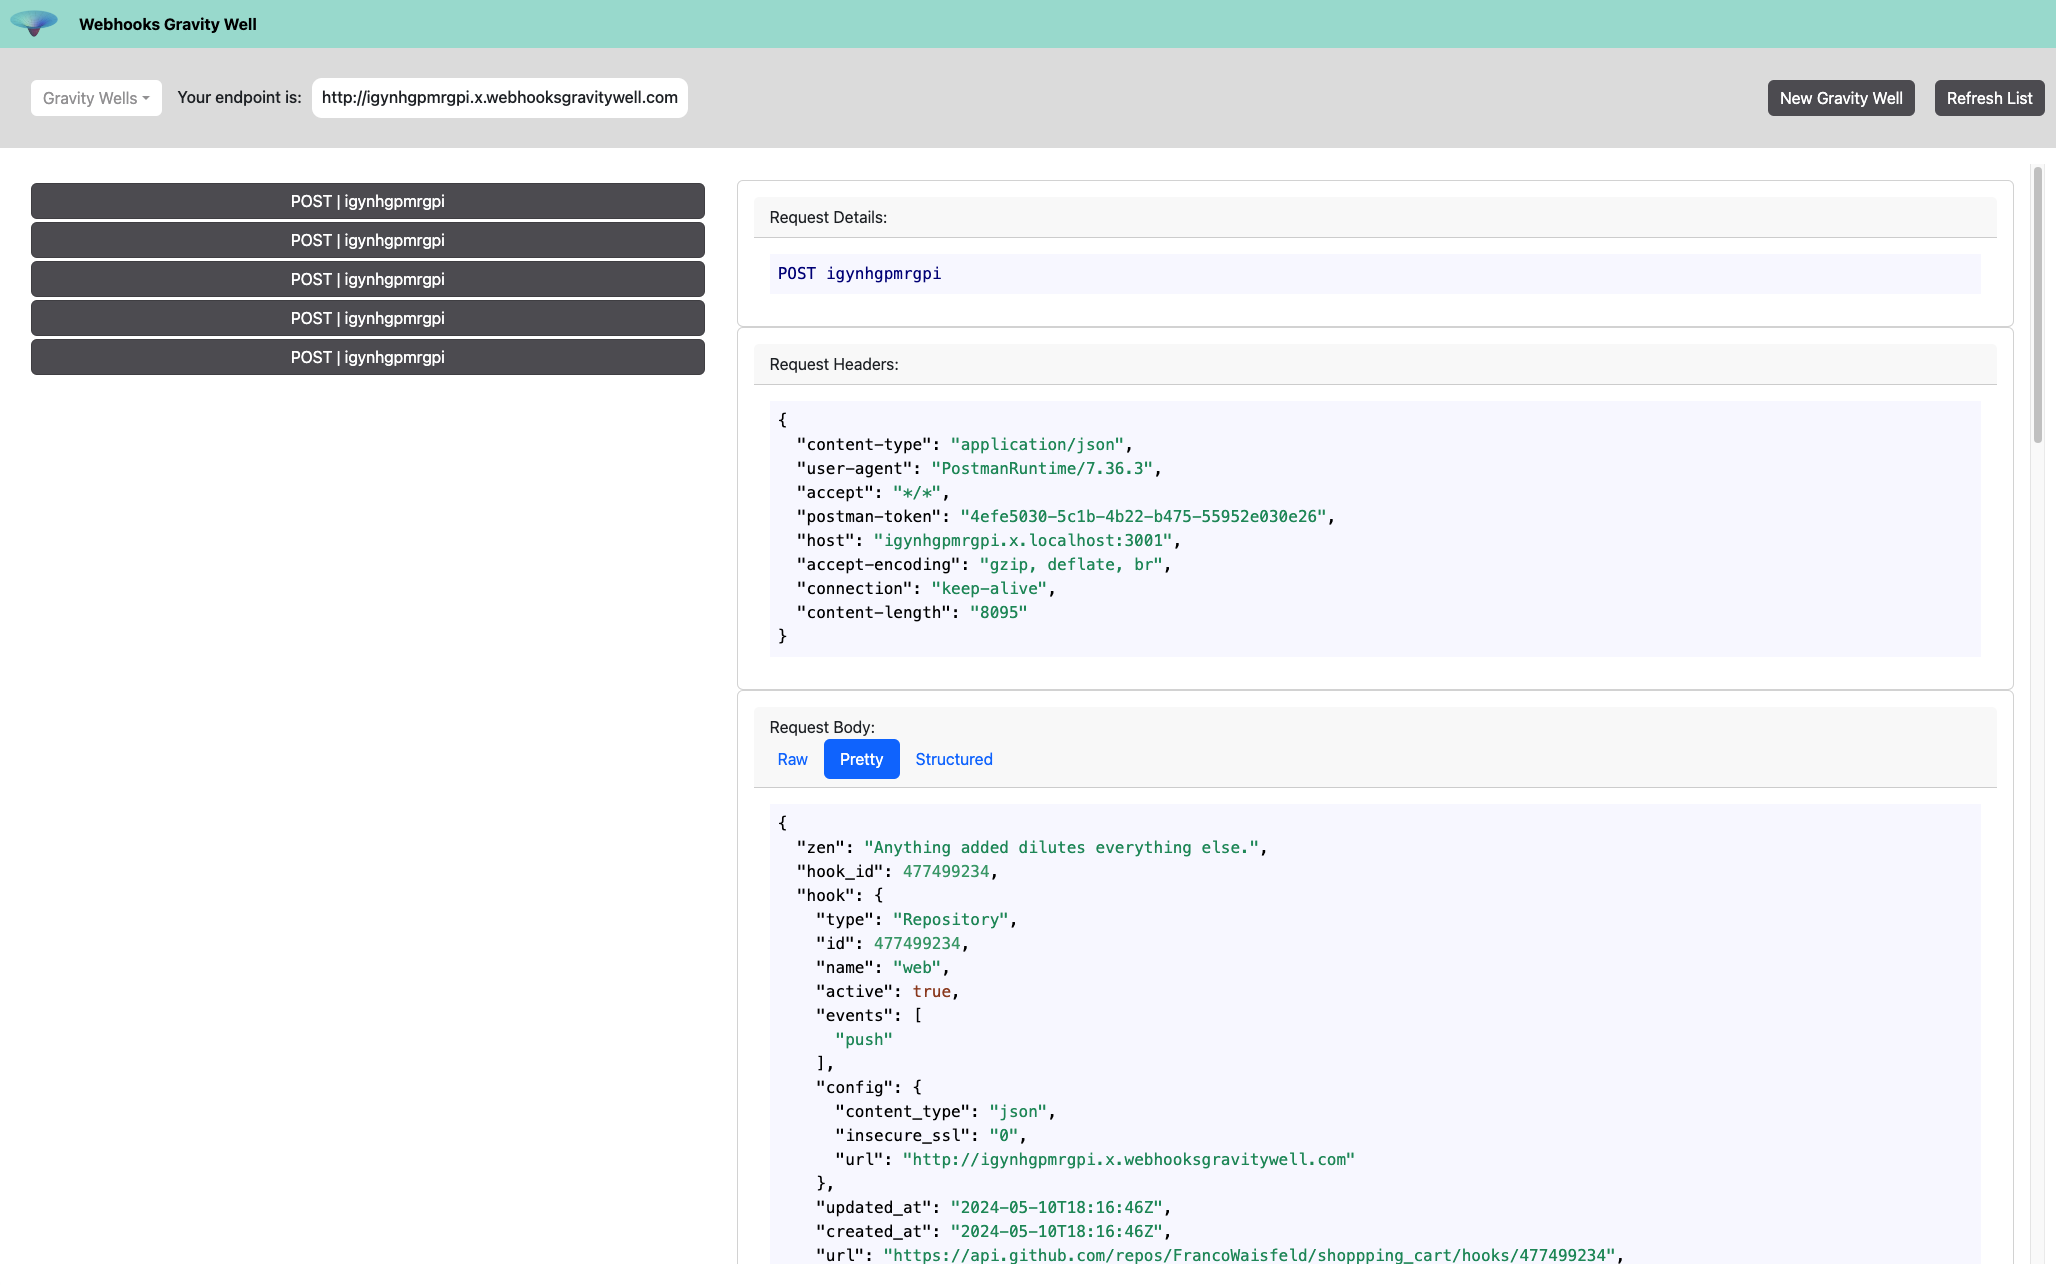 Webhooks Gravity Well
Gravity Wells
Your endpoint is:
http://igynhgpmrgpi.x.webhooksgravitywell.com
New Gravity Well
Refresh List
POST | igynhgpmrgpi
POST | igynhgpmrgpi
POST | igynhgpmrgpi
POST | igynhgpmrgpi
POST | igynhgpmrgpi
Request Details:
POST igynhgpmrgpi
Request Headers:
{
  "content-type": "application/json",
  "user-agent": "PostmanRuntime/7.36.3",
  "accept": "*/*",
  "postman-token": "4efe5030-5c1b-4b22-b475-55952e030e26",
  "host": "igynhgpmrgpi.x.localhost:3001",
  "accept-encoding": "gzip, deflate, br",
  "connection": "keep-alive",
  "content-length": "8095"
}
Request Body:
Raw Pretty Structured
{
  "zen": "Anything added dilutes everything else.",
  "hook_id": 477499234,
  "hook": {
    "type": "Repository",
    "id": 477499234,
    "name": "web",
    "active": true,
    "events": [
      "push"
    ],
    "config": {
      "content_type": "json",
      "insecure_ssl": "0",
      "url": "http://igynhgpmrgpi.x.webhooksgravitywell.com"
    },
    "updated_at": "2024-05-10T18:16:46Z",
    "created_at": "2024-05-10T18:16:46Z",
    "url": "https://api.github.com/repos/FrancoWaisfeld/shoppping_cart/hooks/477499234",